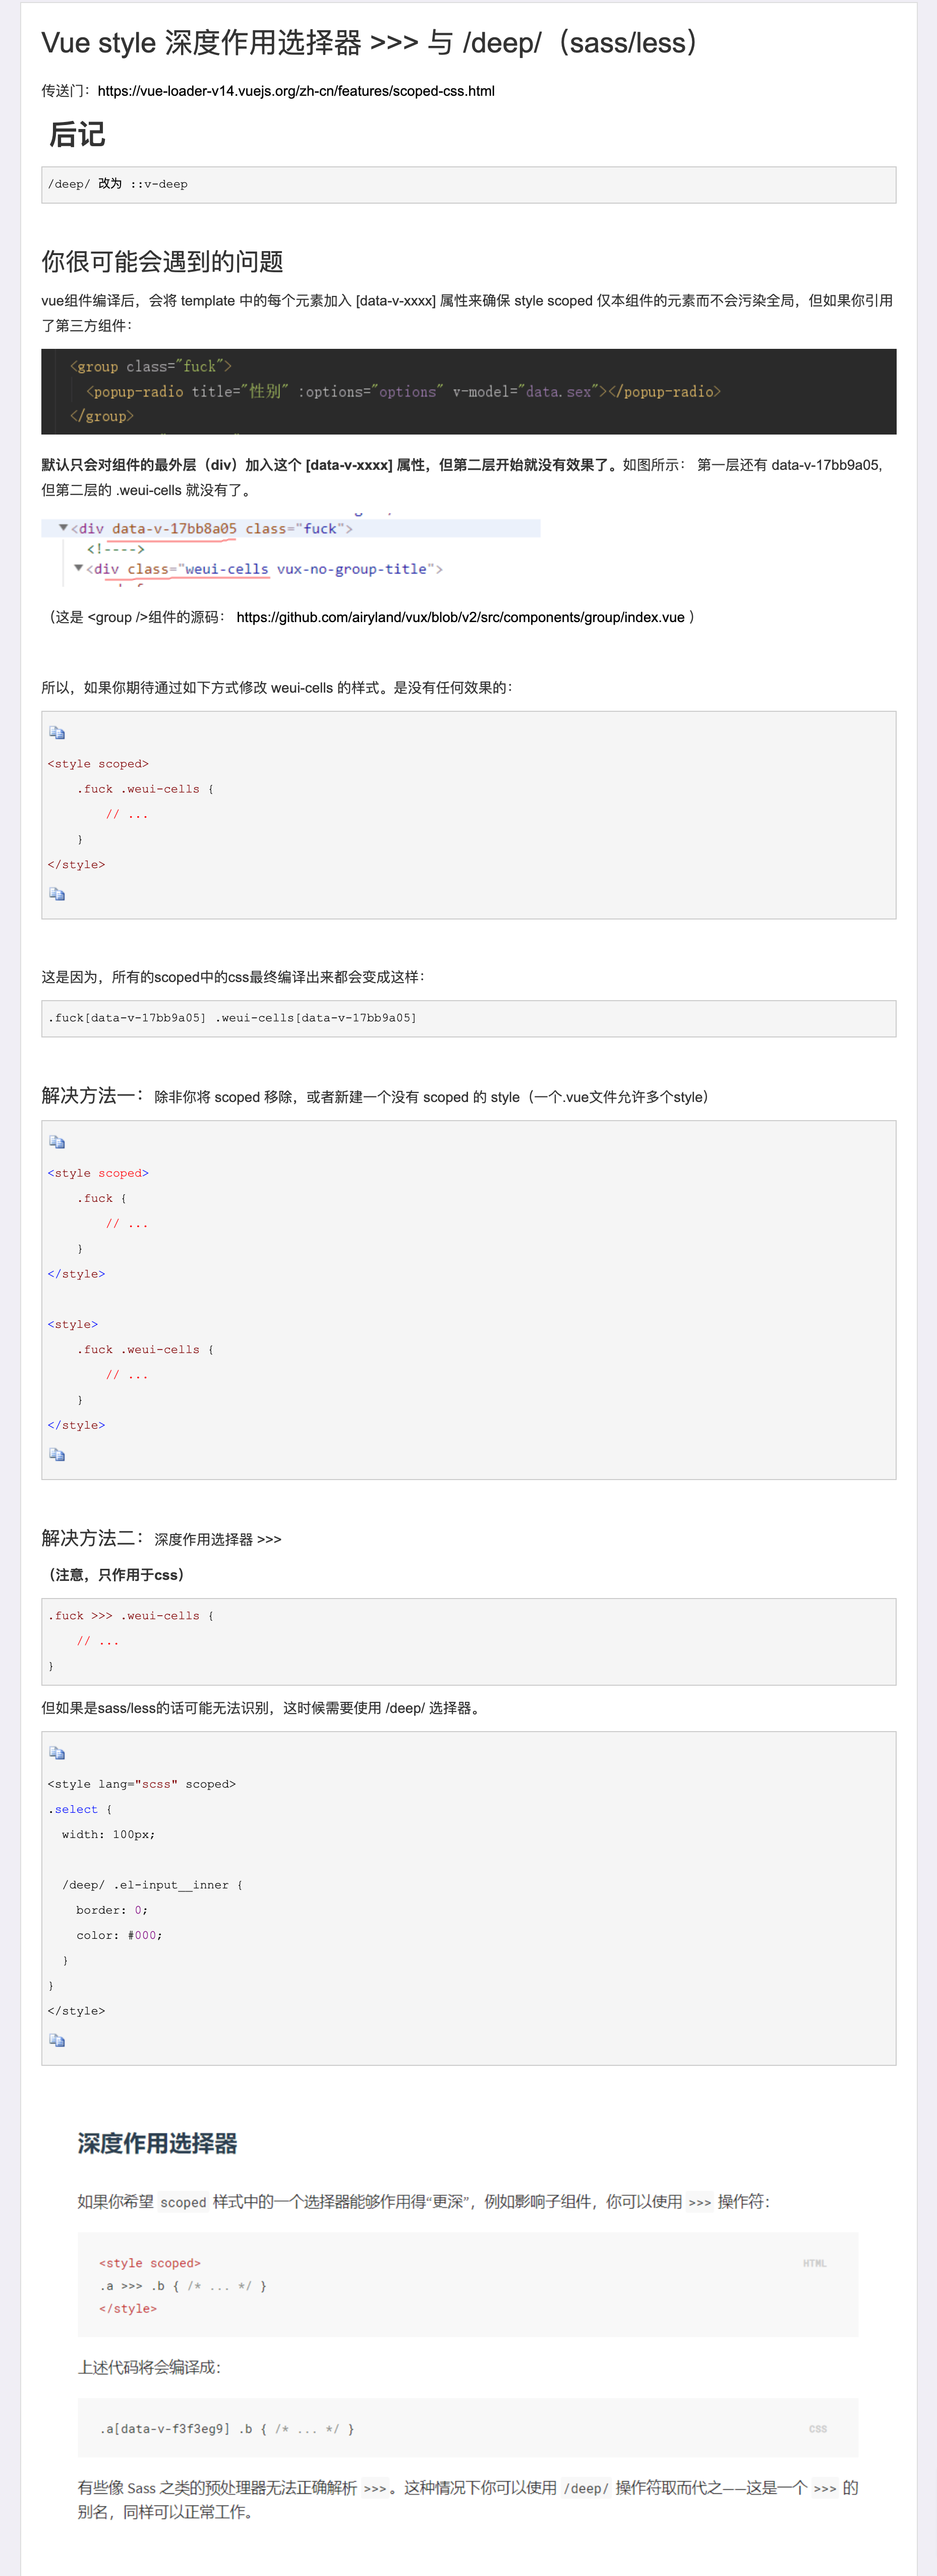 Vue style 深度作用选择器 >>> 与 /deep/（sass/less）
传送门：https://vue-loader-v14.vuejs.org/zh-cn/features/scoped-css.html
后记
/deep/ 改为 ::v-deep
你很可能会遇到的问题
vue组件编译后，会将 template 中的每个元素加入 [data-v-xxxx] 属性来确保 style scoped 仅本组件的元素而不会污染全局，但如果你引用
了第三方组件：
<group class="fuck">
<popup-radio title="性别" :options="options" v-model="data.sex"></popup-radio>
</group>
默认只会对组件的最外层（div）加入这个 [data-v-xxxx] 属性，但第二层开始就没有效果了。如图所示： 第一层还有 data-v-17bb9a05,
但第二层的 .weui-cells 就没有了。
<div data-v-17bb8a05 class="fuck">
<!---->
<div class="weui-cells vux-no-group-title">
（这是 <group />组件的源码： https://github.com/airyland/vux/blob/v2/src/components/group/index.vue ）
所以，如果你期待通过如下方式修改 weui-cells 的样式。是没有任何效果的：
<style scoped>
.fuck .weui-cells {
// ...
}
</style>
这是因为，所有的scoped中的css最终编译出来都会变成这样：
.fuck[data-v-17bb9a05] .weui-cells[data-v-17bb9a05]
解决方法一：除非你将 scoped 移除，或者新建一个没有 scoped 的 style（一个.vue文件允许多个style）
<style scoped>
.fuck {
// ...
}
</style>
<style>
.fuck .weui-cells {
// ...
}
</style>
解决方法二：深度作用选择器 >>>
（注意，只作用于css）
.fuck >>> .weui-cells {
// ...
}
但如果是sass/less的话可能无法识别，这时候需要使用 /deep/ 选择器。
<style lang="scss" scoped>
.select {
width: 100px;
/deep/ .el-input__inner {
border: 0;
color: #000;
}
}
</style>
深度作用选择器
如果你希望 scoped 样式中的一个选择器能够作用得“更深”，例如影响子组件，你可以使用 >>> 操作符：
<style scoped> HTML
.a >>> .b { /* ... */ }
</style>
上述代码将会编译成：
.a[data-v-f3f3eg9] .b { /* ... */ } CSS
有些像 Sass 之类的预处理器无法正确解析 >>>。这种情况下你可以使用 /deep/ 操作符取而代之——这是一个 >>> 的
别名，同样可以正常工作。